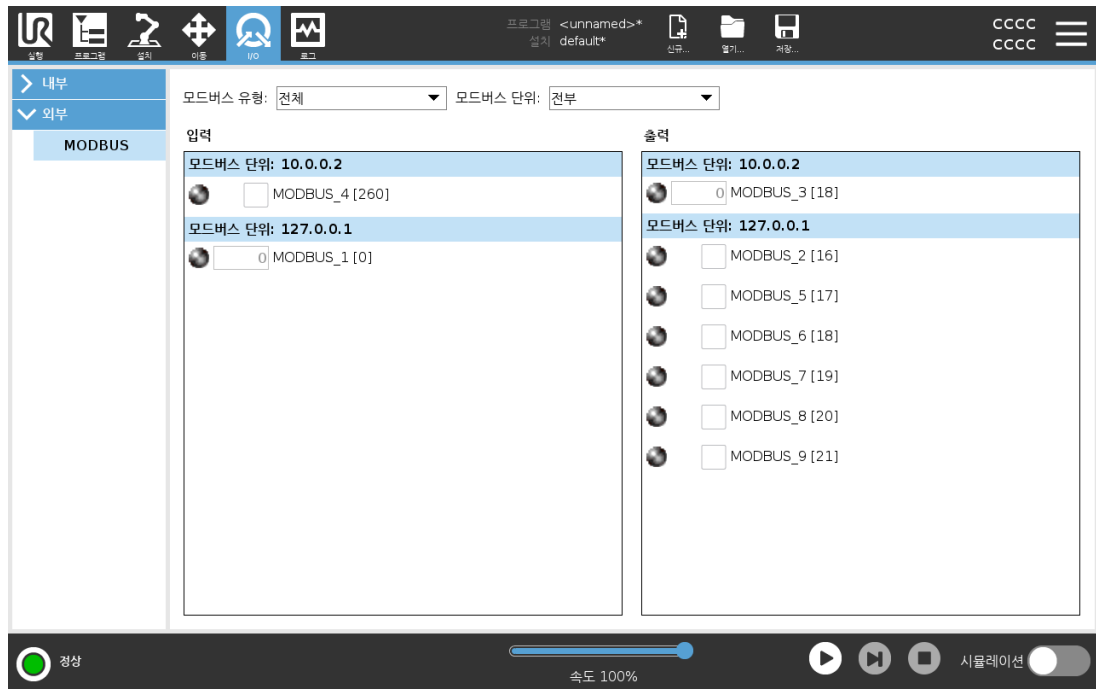 실행 프로그램 설치 이동 I/O 로그
프로그램 <unnamed>*
설치 default*
신규... 열기... 저장...
CCCC
CCCC
내부
외부
MODBUS
모드버스 유형: 전체 모드버스 단위: 전부
입력
모드버스 단위: 10.0.0.2
MODBUS_4 [260]
모드버스 단위: 127.0.0.1
0 MODBUS_1 [0]
출력
모드버스 단위: 10.0.0.2
0 MODBUS_3 [18]
모드버스 단위: 127.0.0.1
MODBUS_2 [16]
MODBUS_5 [17]
MODBUS_6 [18]
MODBUS_7 [19]
MODBUS_8 [20]
MODBUS_9 [21]
정상
속도 100%
시뮬레이션